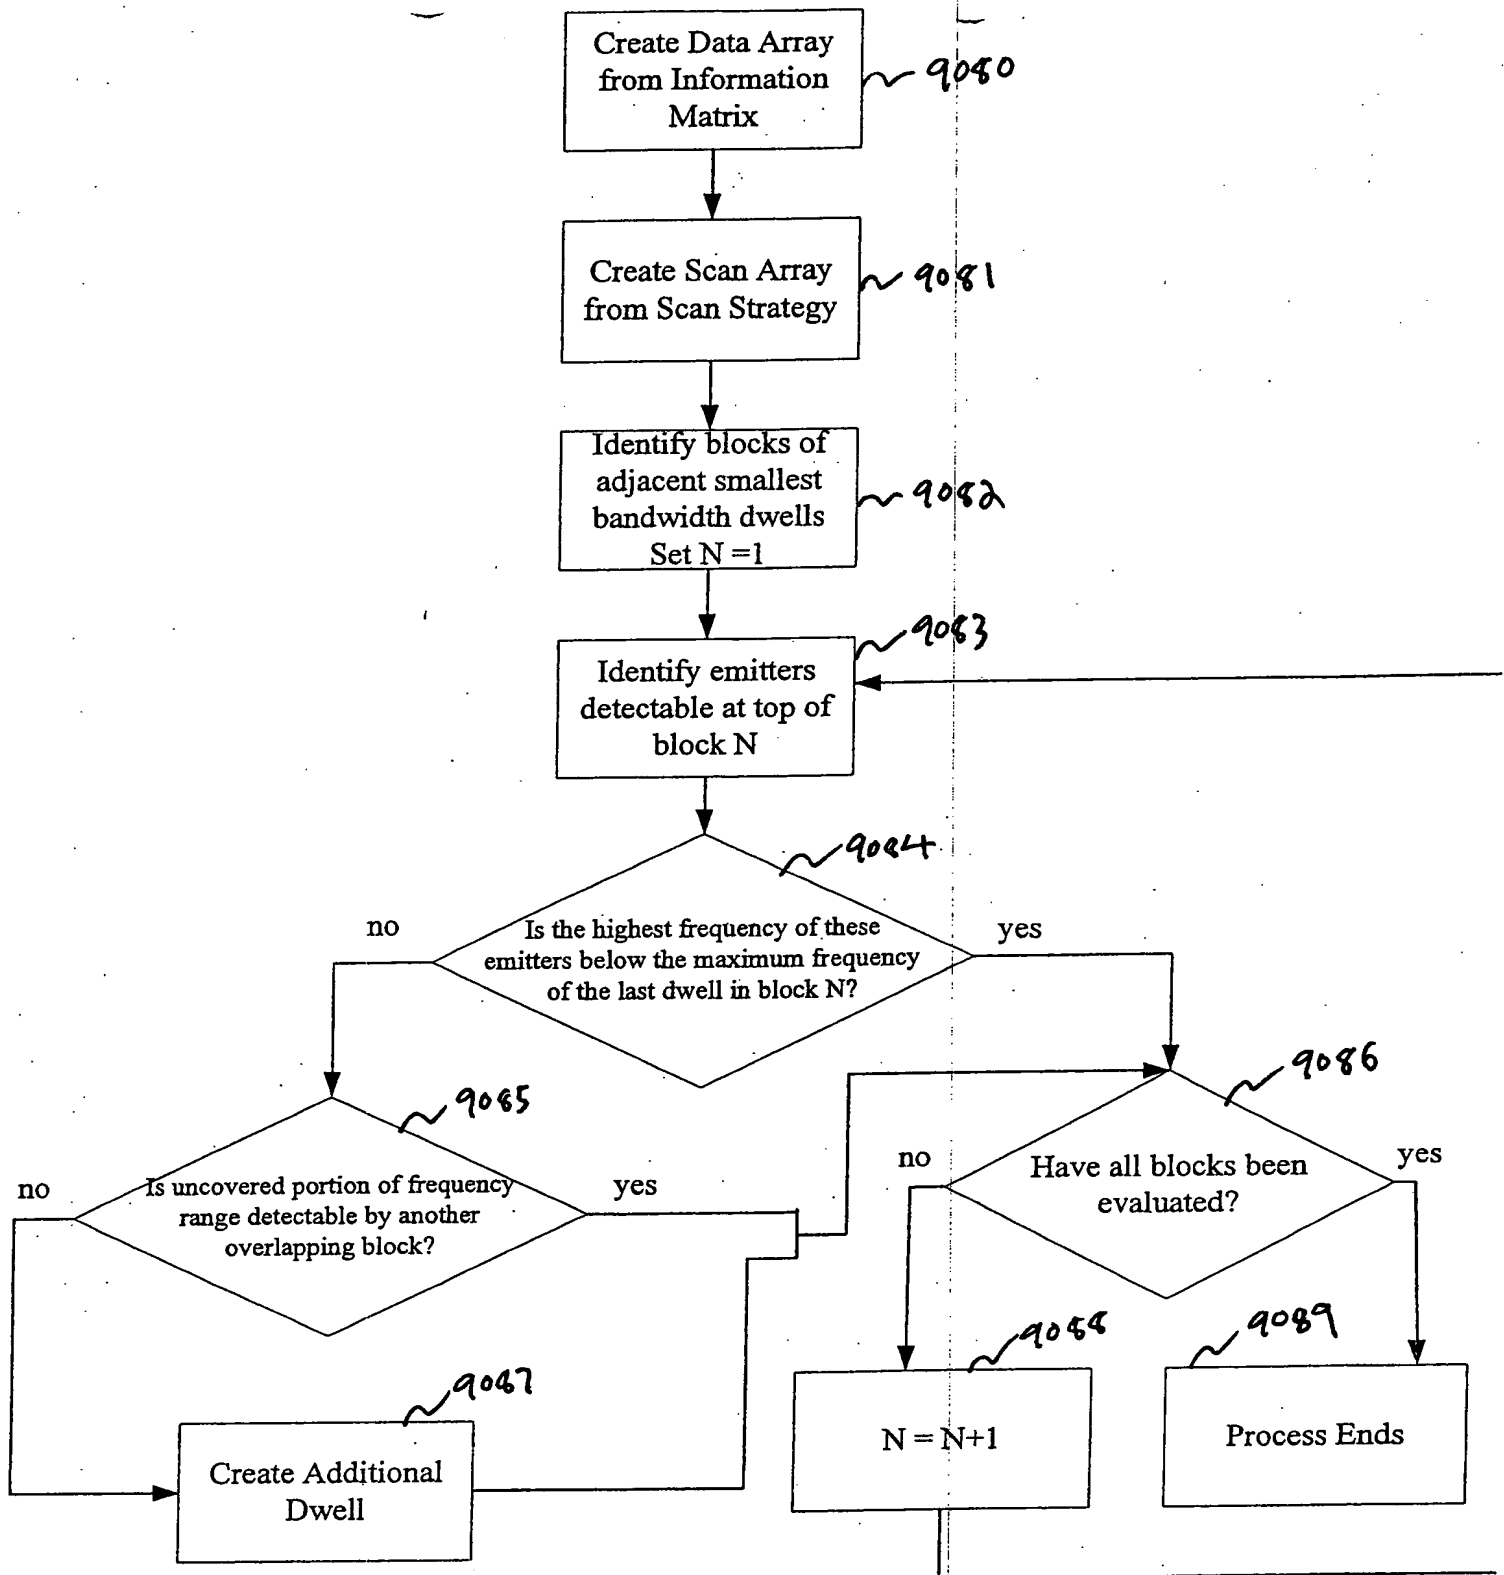 Create Data Array
from Information
Matrix
9080
Create Scan Array
from Scan Strategy
9081
Identify blocks of
adjacent smallest
bandwidth dwells
Set N =1
9082
9083
Identify emitters
detectable at top of
block N
9084
no
Is the highest frequency of these
emitters below the maximum frequency
of the last dwell in block N?
yes
9085
no
Is uncovered portion of frequency
range detectable by another
overlapping block?
yes
9086
no
Have all blocks been
evaluated?
yes
9087
Create Additional
Dwell
9088
N = N+1
9089
Process Ends